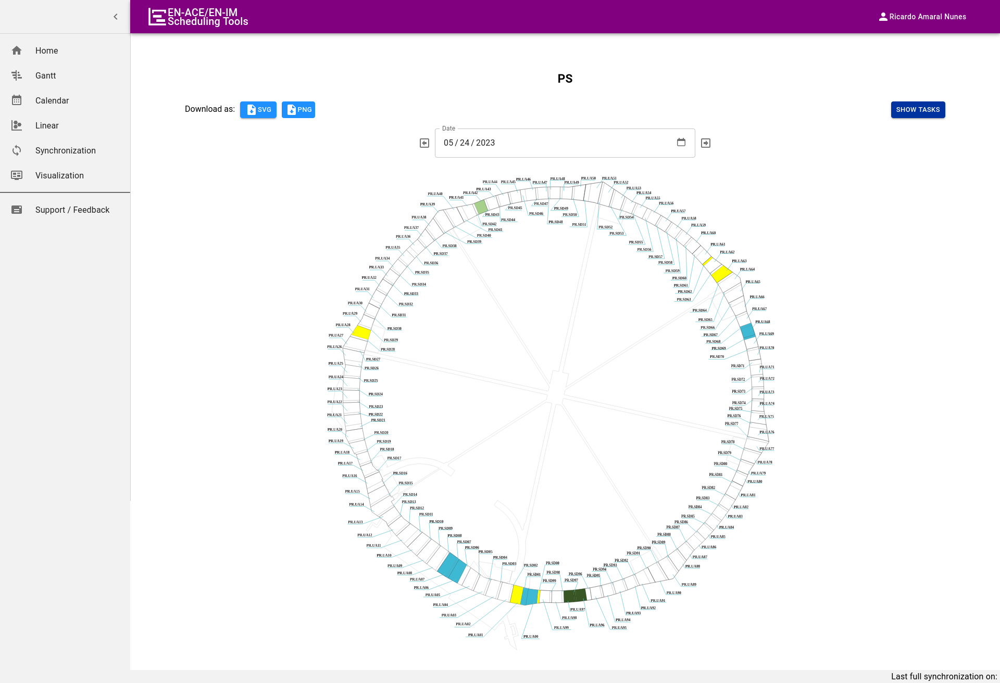 EN-ACE/EN-IM
Scheduling Tools
Ricardo Amaral Nunes
Home
Gantt
Calendar
Linear
Synchronization
Visualization
Support / Feedback
PS
Download as:
SVG
PNG
SHOW TASKS
Date
05 / 24 / 2023
PR.UA00
PR.UA01
PR.UA02
PR.UA03
PR.UA04
PR.UA05
PR.UA06
PR.UA07
PR.UA08
PR.UA09
PR.UA10
PR.UA11
PR.UA12
PR.UA13
PR.UA14
PR.UA15
PR.UA16
PR.UA17
PR.UA18
PR.UA19
PR.UA20
PR.UA21
PR.UA22
PR.UA23
PR.UA24
PR.UA25
PR.UA26
PR.UA27
PR.UA28
PR.UA29
PR.UA30
PR.UA31
PR.UA32
PR.UA33
PR.UA34
PR.UA35
PR.UA36
PR.UA37
PR.UA38
PR.UA39
PR.UA40
PR.UA41
PR.UA42
PR.UA43
PR.UA44
PR.UA45
PR.UA46
PR.UA47
PR.UA48
PR.UA49
PR.UA50
PR.UA51
PR.UA52
PR.UA53
PR.UA54
PR.UA55
PR.UA56
PR.UA57
PR.UA58
PR.UA59
PR.UA60
PR.UA61
PR.UA62
PR.UA63
PR.UA64
PR.UA65
PR.UA66
PR.UA67
PR.UA68
PR.UA69
PR.UA70
PR.UA71
PR.UA72
PR.UA73
PR.UA74
PR.UA75
PR.UA76
PR.UA77
PR.UA78
PR.UA79
PR.UA80
PR.UA81
PR.UA82
PR.UA83
PR.UA84
PR.UA85
PR.UA86
PR.UA87
PR.UA88
PR.UA89
PR.UA90
PR.UA91
PR.UA92
PR.UA93
PR.UA94
PR.UA95
PR.UA96
PR.UA97
PR.UA98
PR.UA99
PR.SD00
PR.SD01
PR.SD02
PR.SD03
PR.SD04
PR.SD05
PR.SD06
PR.SD07
PR.SD08
PR.SD09
PR.SD10
PR.SD11
PR.SD12
PR.SD13
PR.SD14
PR.SD15
PR.SD16
PR.SD17
PR.SD18
PR.SD19
PR.SD20
PR.SD21
PR.SD22
PR.SD23
PR.SD24
PR.SD25
PR.SD26
PR.SD27
PR.SD28
PR.SD29
PR.SD30
PR.SD31
PR.SD32
PR.SD33
PR.SD34
PR.SD35
PR.SD36
PR.SD37
PR.SD38
PR.SD39
PR.SD40
PR.SD41
PR.SD42
PR.SD43
PR.SD44
PR.SD45
PR.SD46
PR.SD47
PR.SD48
PR.SD49
PR.SD50
PR.SD51
PR.SD52
PR.SD53
PR.SD54
PR.SD55
PR.SD56
PR.SD57
PR.SD58
PR.SD59
PR.SD60
PR.SD61
PR.SD62
PR.SD63
PR.SD64
PR.SD65
PR.SD66
PR.SD67
PR.SD68
PR.SD69
PR.SD70
PR.SD71
PR.SD72
PR.SD73
PR.SD74
PR.SD75
PR.SD76
PR.SD77
PR.SD78
PR.SD79
PR.SD80
PR.SD81
PR.SD82
PR.SD83
PR.SD84
PR.SD85
PR.SD86
PR.SD87
PR.SD88
PR.SD89
PR.SD90
PR.SD91
PR.SD92
PR.SD93
PR.SD94
PR.SD95
PR.SD96
PR.SD97
PR.SD98
PR.SD99
Last full synchronization on: